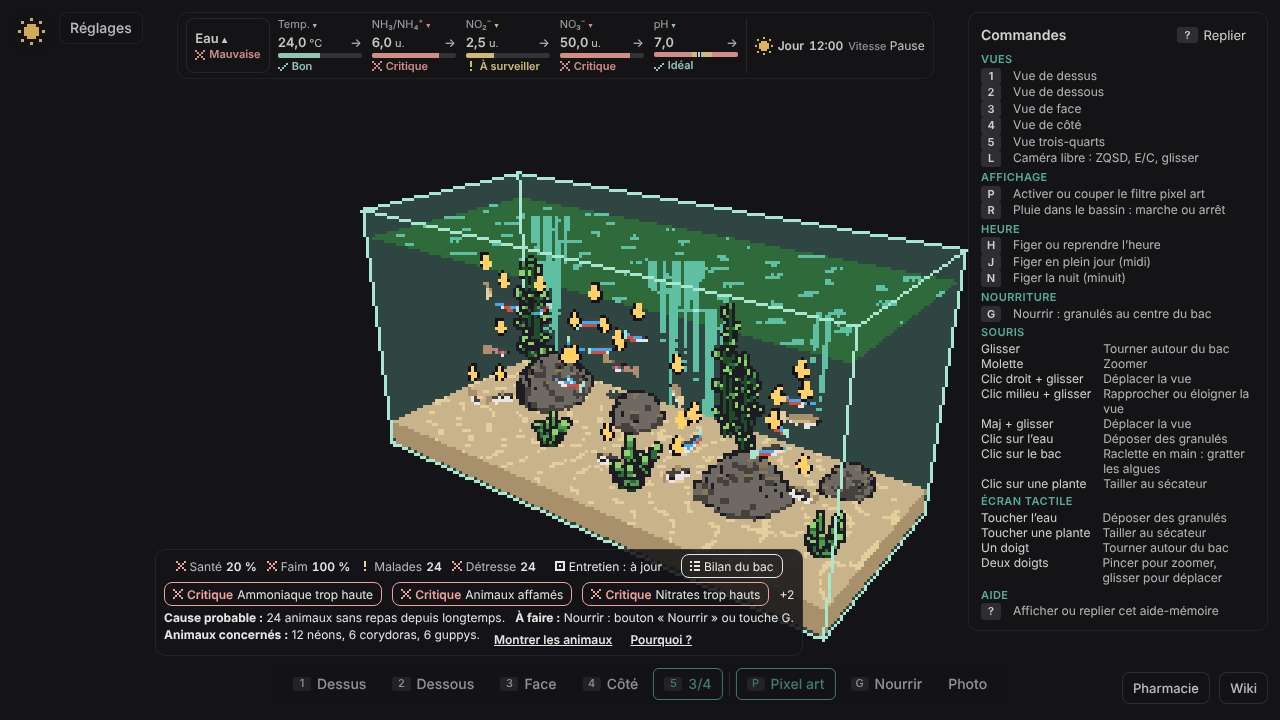 Réglages
Eau ▴
Mauvaise
Temp. ▾
24,0 °C →
Bon
NH₃/NH₄⁺ ▾
6,0 u. →
Critique
NO₂⁻ ▾
2,5 u. →
À surveiller
NO₃⁻ ▾
50,0 u. →
Critique
pH ▾
7,0 →
Idéal
Jour 12:00 Vitesse Pause
Commandes ? Replier
VUES
1 Vue de dessus
2 Vue de dessous
3 Vue de face
4 Vue de côté
5 Vue trois-quarts
L Caméra libre : ZQSD, E/C, glisser
AFFICHAGE
P Activer ou couper le filtre pixel art
R Pluie dans le bassin : marche ou arrêt
HEURE
H Figer ou reprendre l’heure
J Figer en plein jour (midi)
N Figer la nuit (minuit)
NOURRITURE
G Nourrir : granulés au centre du bac
SOURIS
Glisser Tourner autour du bac
Molette Zoomer
Clic droit + glisser Déplacer la vue
Clic milieu + glisser Rapprocher ou éloigner la
vue
Maj + glisser Déplacer la vue
Clic sur l’eau Déposer des granulés
Clic sur le bac Raclette en main : gratter
les algues
Clic sur une plante Tailler au sécateur
ÉCRAN TACTILE
Toucher l’eau Déposer des granulés
Toucher une plante Tailler au sécateur
Un doigt Tourner autour du bac
Deux doigts Pincer pour zoomer,
glisser pour déplacer
AIDE
? Afficher ou replier cet aide-mémoire
Santé 20 % Faim 100 % Malades 24 Détresse 24 Entretien : à jour Bilan du bac
Critique Ammoniaque trop haute Critique Animaux affamés Critique Nitrates trop hauts +2
Cause probable : 24 animaux sans repas depuis longtemps. À faire : Nourrir : bouton « Nourrir » ou touche G.
Animaux concernés : 12 néons, 6 corydoras, 6 guppys. Montrer les animaux Pourquoi ?
1 Dessus 2 Dessous 3 Face 4 Côté 5 3/4 P Pixel art G Nourrir Photo
Pharmacie Wiki